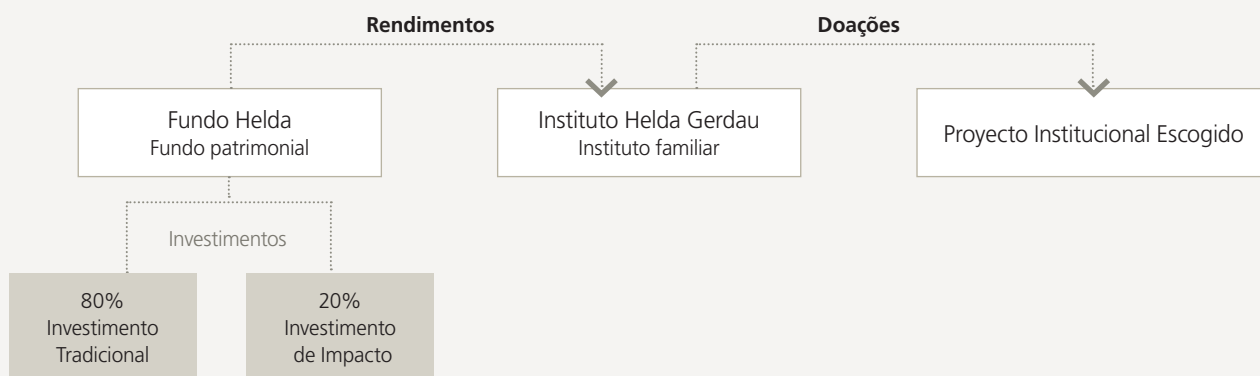 Rendimentos
Doações
Fundo Helda
Fundo patrimonial
Instituto Helda Gerdau
Instituto familiar
Proyecto Institucional Escogido
Investimentos
80%
Investimento
Tradicional
20%
Investimento
de Impacto